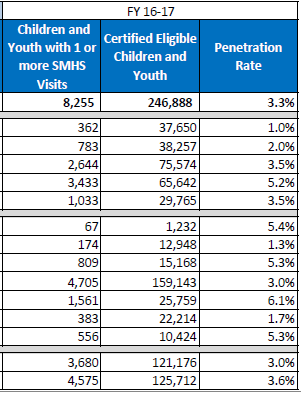 FY 16-17
Children and Youth with 1 or more SMHS Visits Certified Eligible Children and Youth Penetration Rate
8,255 246,888 3.3%
362 37,650 1.0%
783 38,257 2.0%
2,644 75,574 3.5%
3,433 65,642 5.2%
1,033 29,765 3.5%
67 1,232 5.4%
174 12,948 1.3%
809 15,168 5.3%
4,705 159,143 3.0%
1,561 25,759 6.1%
383 22,214 1.7%
556 10,424 5.3%
3,680 121,176 3.0%
4,575 125,712 3.6%